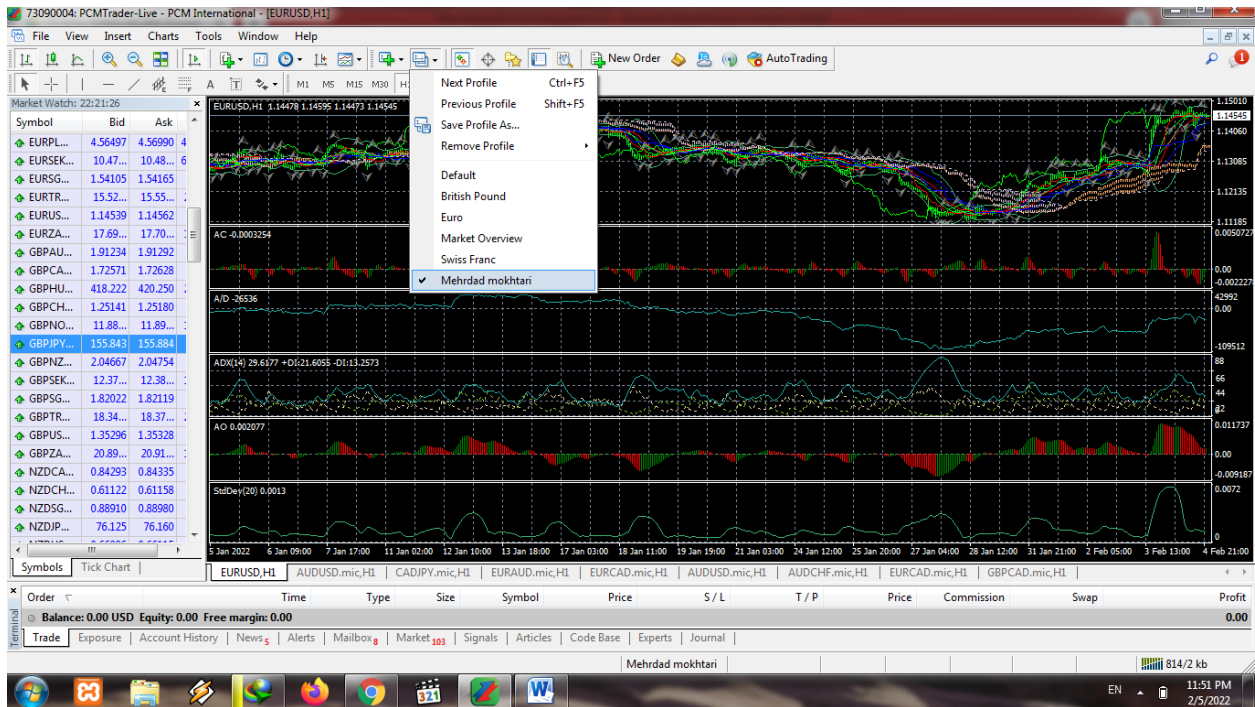 73090004: PCMTrader-Live - PCM International - [EURUSD,H1]
File View Insert Charts Tools Window Help
New Order AutoTrading
A T M1 M5 M15 M30
Next Profile Ctrl+F5
Previous Profile Shift+F5
Save Profile As...
Remove Profile
Default
British Pound
Euro
Market Overview
Swiss Franc
Mehrdad mokhtari
Market Watch: 22:21:26
Symbol Bid Ask
EURPL... 4.56497 4.56990 4
EURSEK... 10.47... 10.48... 6
EURSG... 1.54105 1.54165
EURTR... 15.52... 15.55...
EURUS... 1.14539 1.14562
EURZA... 17.69... 17.70...
GBPAU... 1.91234 1.91292
GBPCA... 1.72571 1.72628
GBPHU... 418.222 420.250
GBPCH... 1.25141 1.25180
GBPNO... 11.88... 11.89...
GBPJPY... 155.843 155.884
GBPNZ... 2.04667 2.04754
GBPSEK... 12.37... 12.38...
GBPSG... 1.82022 1.82119
GBPTR... 18.34... 18.37...
GBPUS... 1.35296 1.35328
GBPZA... 20.89... 20.91...
NZDCA... 0.84293 0.84335
NZDCH... 0.61122 0.61158
NZDSG... 0.88910 0.88980
NZDJP... 76.125 76.160
Symbols Tick Chart
EURUSD,H1 1.14478 1.14595 1.14473 1.14545
1.15010
1.14545
1.14060
1.13085
1.12135
1.11185
AC -0.0003254
0.0050727
0.00
-0.002227
A/D -26536
42992
0.00
-109512
ADX(14) 29.6177 +DI:21.6055 -DI:13.2573
88
66
44
AO 0.002077
0.011737
0.00
-0.009187
StdDev(20) 0.0013
0.0072
0
5 Jan 2022 6 Jan 09:00 7 Jan 17:00 11 Jan 02:00 12 Jan 10:00 13 Jan 18:00 17 Jan 03:00 18 Jan 11:00 19 Jan 19:00 21 Jan 03:00 24 Jan 12:00 25 Jan 20:00 27 Jan 04:00 28 Jan 12:00 31 Jan 21:00 2 Feb 05:00 3 Feb 13:00 4 Feb 21:00
EURUSD,H1 AUDUSD.mic,H1 CADJPY.mic,H1 EURAUD.mic,H1 EURCAD.mic,H1 AUDUSD.mic,H1 AUDCHF.mic,H1 EURCAD.mic,H1 GBPCAD.mic,H1
Order Time Type Size Symbol Price S / L T / P Price Commission Swap Profit
Balance: 0.00 USD Equity: 0.00 Free margin: 0.00 0.00
Terminal
Trade Exposure Account History News 5 Alerts Mailbox 8 Market 103 Signals Articles Code Base Experts Journal
Mehrdad mokhtari 814/2 kb
321
EN 11:51 PM
2/5/2022